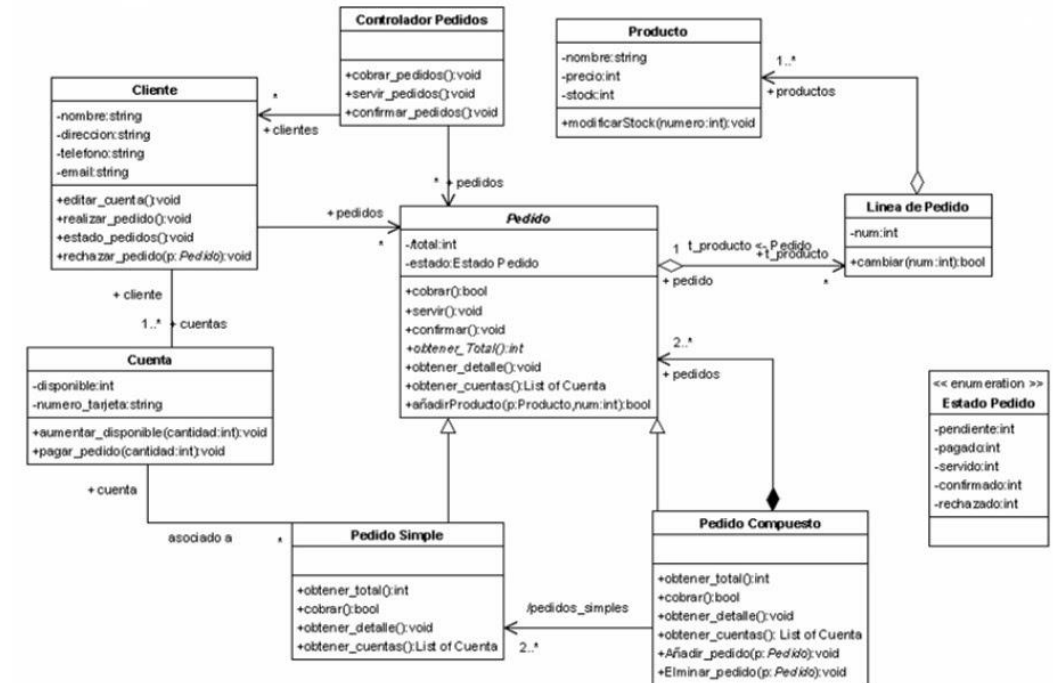 Controlador Pedidos
+cobrar_pedidos():void
+servir_pedidos():void
+confirmar_pedidos():void
Producto
-nombre:string
-precio:int
-stock:int
+modificarStock(numero:int):void
1..*
+ productos
Cliente
-nombre:string
-direccion:string
-telefono:string
-email:string
+editar_cuenta():void
+realizar_pedido():void
+estado_pedidos():void
+rechazar_pedido(p: Pedido):void
*
+ clientes
* + pedidos
+ pedidos
*
Pedido
-/total:int
-estado:Estado Pedido
+cobrar():bool
+servir():void
+confirmar():void
+obtener_Total():int
+obtener_detalle():void
+obtener_cuentas():List of Cuenta
+añadirProducto(p:Producto,num:int):bool
Linea de Pedido
-num:int
+cambiar(num:int):bool
1 t_producto <- Pedido
+t_producto
+ pedido
*
+ cliente
1..* + cuentas
Cuenta
-disponible:int
-numero_tarjeta:string
+aumentar_disponible(cantidad:int):void
+pagar_pedido(cantidad:int):void
2..*
+ pedidos
<< enumeration >>
Estado Pedido
-pendiente:int
-pagado:int
-servido:int
-confirmado:int
-rechazado:int
+ cuenta
asociado a *
Pedido Simple
+obtener_total():int
+cobrar():bool
+obtener_detalle():void
+obtener_cuentas():List of Cuenta
/pedidos_simples
2..*
Pedido Compuesto
+obtener_total():int
+cobrar():bool
+obtener_detalle():void
+obtener_cuentas(): List of Cuenta
+Añadir_pedido(p: Pedido):void
+Elminar_pedido(p: Pedido):void